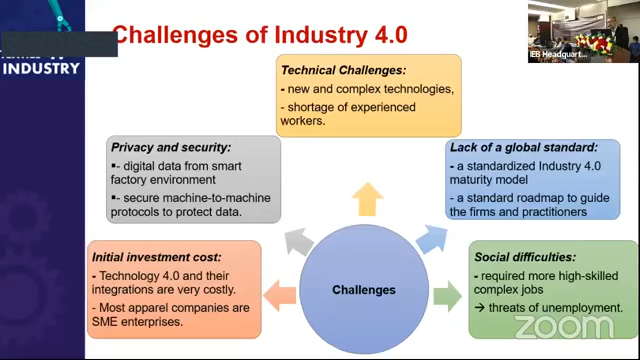 Challenges of Industry 4.0
INDUSTRY
IEB Headquart...
Technical Challenges:
- new and complex technologies,
- shortage of experienced
workers.
Privacy and security:
▪- digital data from smart
factory environment
▪- secure machine-to-machine
protocols to protect data.
Lack of a global standard:
- a standardized Industry 4.0
maturity model
- a standard roadmap to guide
the firms and practitioners
Initial investment cost:
- Technology 4.0 and their
integrations are very costly.
- Most apparel companies are
SME enterprises.
Challenges
Social difficulties:
- required more high-skilled
complex jobs
→ threats of unemployment.
zoom